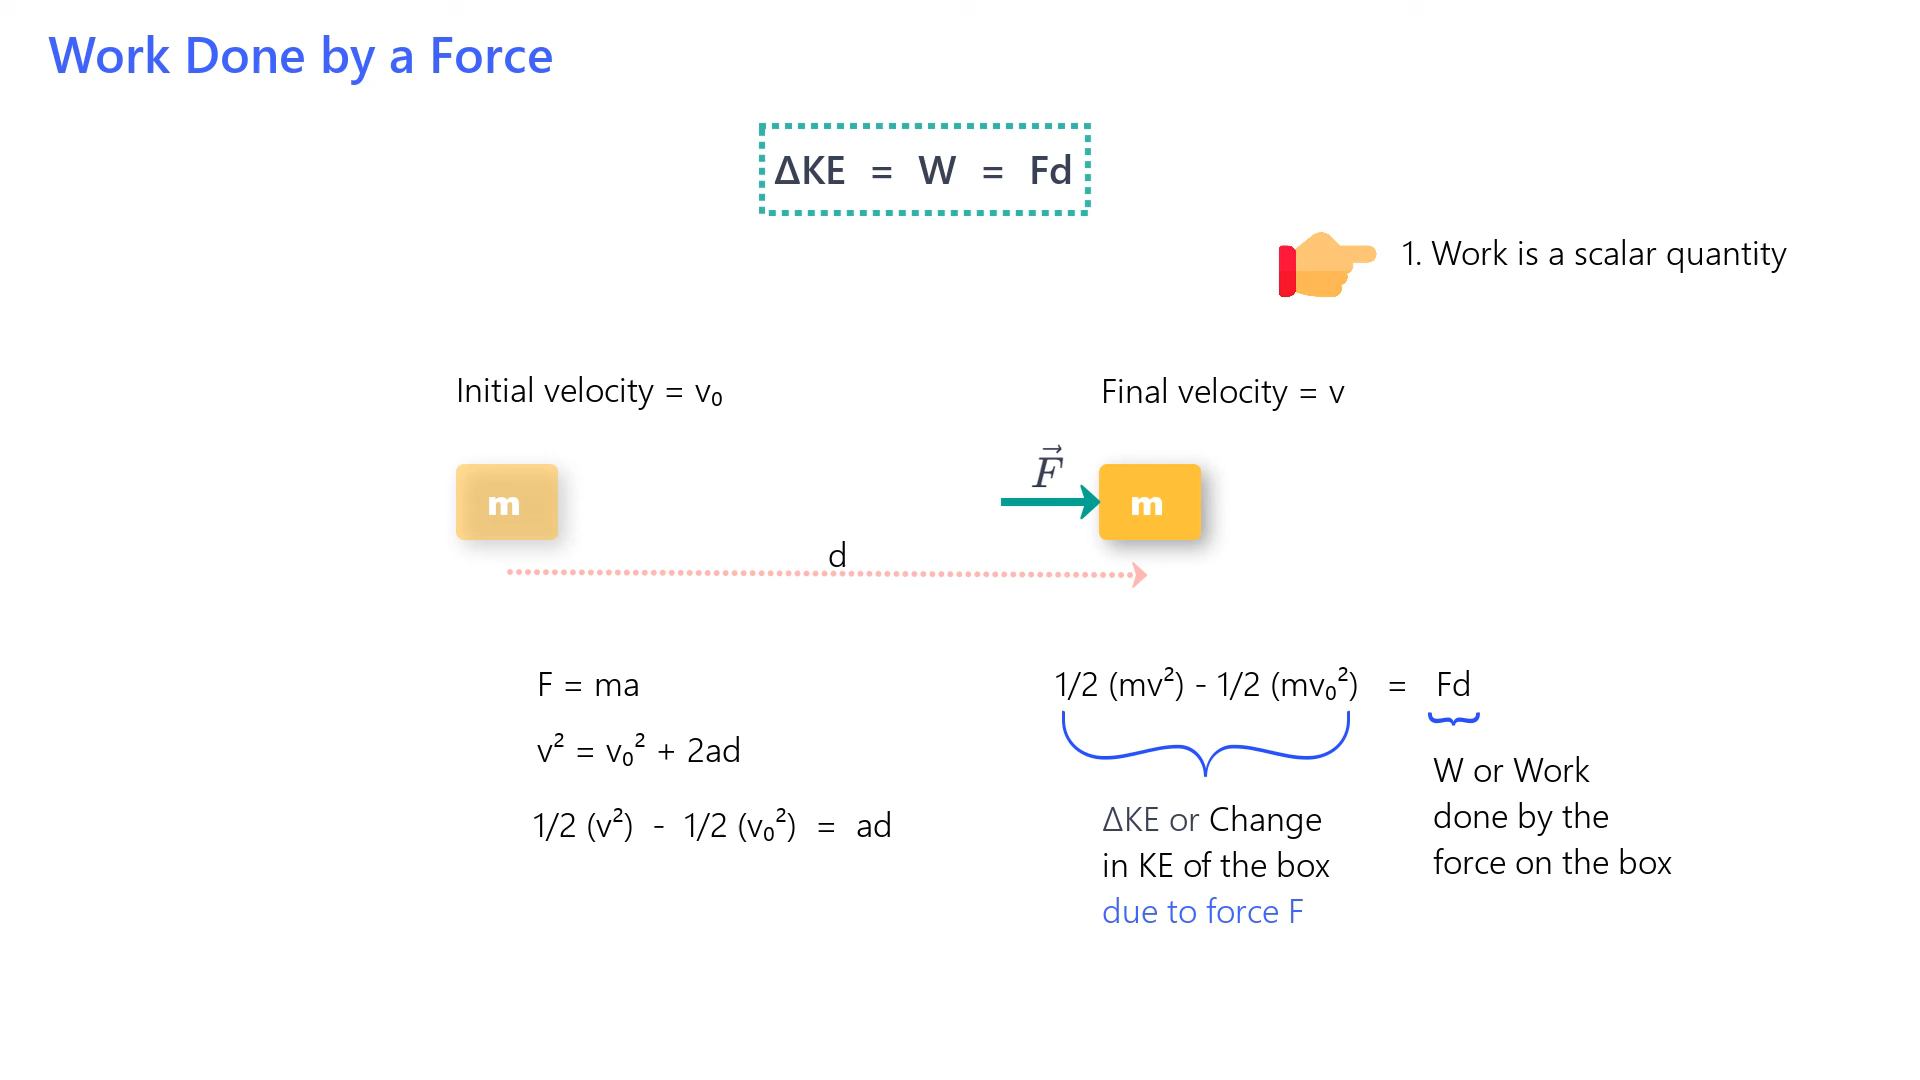 Work Done by a Force
ΔKE = W = Fd
1. Work is a scalar quantity
Initial velocity = v₀
Final velocity = v
F⃗
m
m
d
F = ma
v² = v₀² + 2ad
1/2 (v²) - 1/2 (v₀²) = ad
1/2 (mv²) - 1/2 (mv₀²) = Fd
ΔKE or Change
in KE of the box
due to force F
W or Work
done by the
force on the box